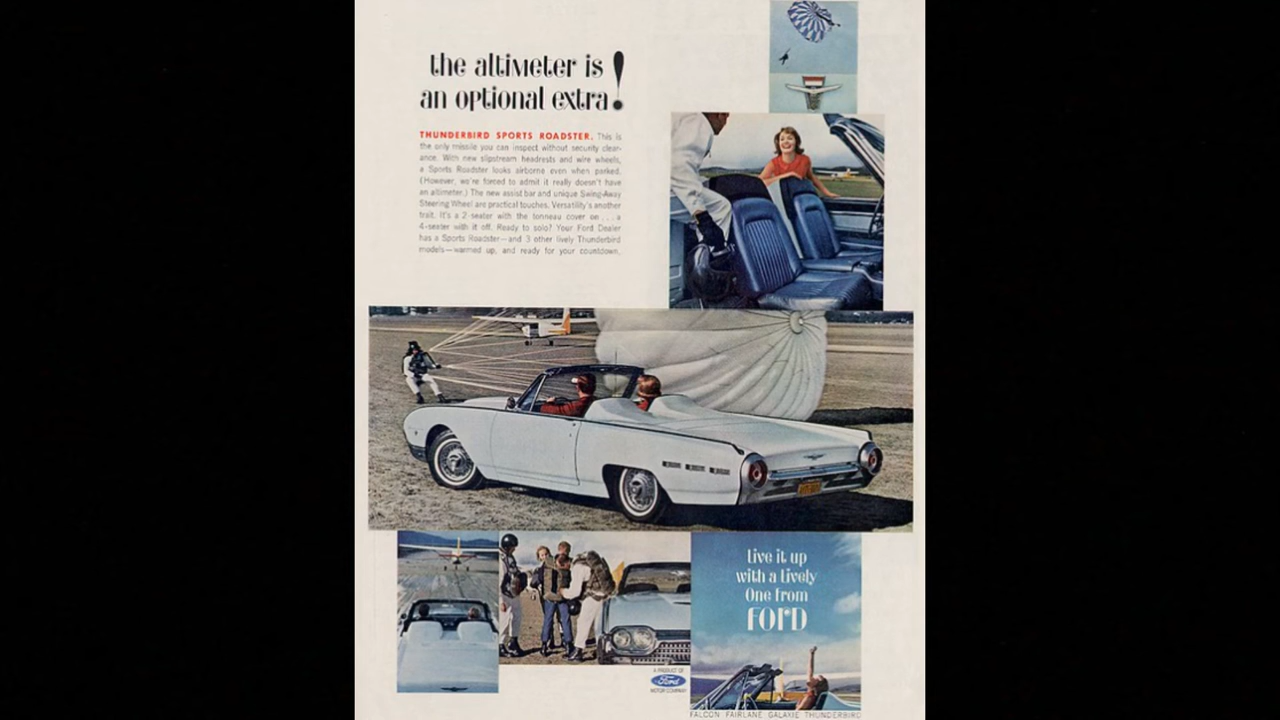 the altimeter is
an optional extra!
THUNDERBIRD SPORTS ROADSTER. This is
the only missile you can inspect without security clear-
ance. With new slipstream headrests and wire wheels,
a Sports Roadster looks airborne even when parked.
(However, we're forced to admit it really doesn't have
an altimeter.) The new assist bar and unique Swing-Away
Steering Wheel are practical touches. Versatility's another
trait. It's a 2-seater with the tonneau cover on . . . a
4-seater with it off. Ready to solo? Your Ford Dealer
has a Sports Roadster—and 3 other lively Thunderbird
models—warmed up, and ready for your countdown.
Live it up
with a lively
One from
FORD
A PRODUCT OF
Ford
MOTOR COMPANY
FALCON FAIRLANE GALAXIE THUNDERBIRD